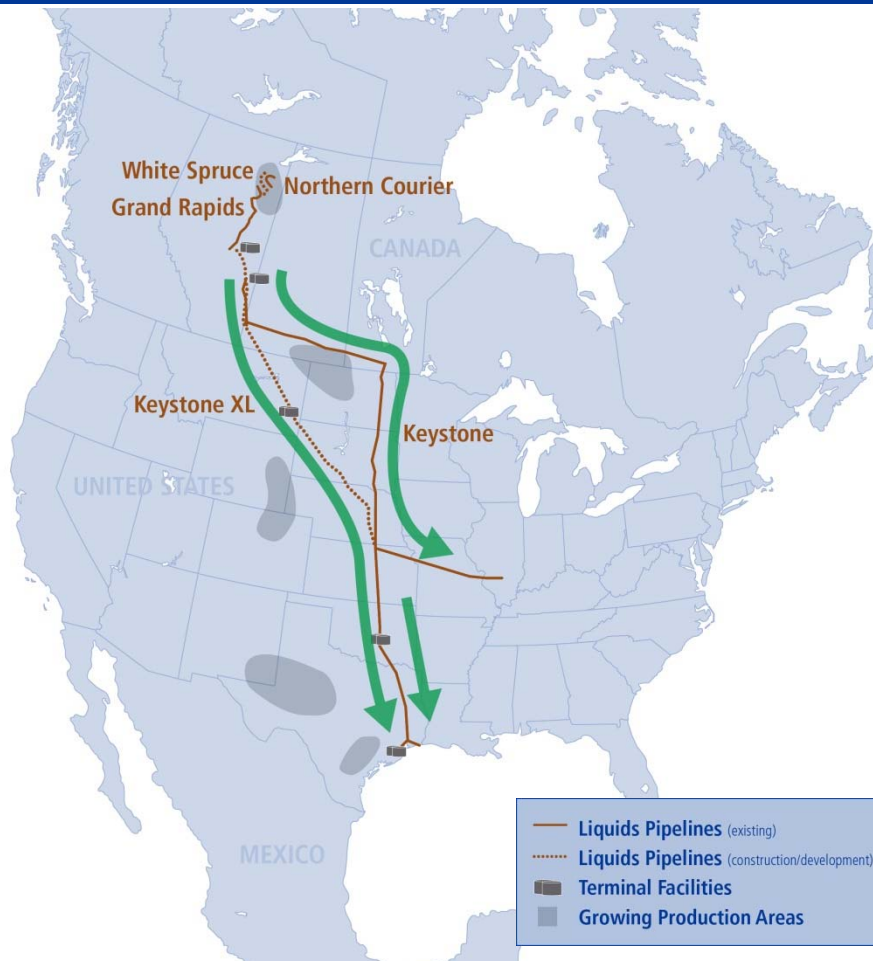 White Spruce
Northern Courier
Grand Rapids
CANADA
Keystone XL
Keystone
UNITED STATES
MEXICO
Liquids Pipelines (existing)
Liquids Pipelines (construction/development)
Terminal Facilities
Growing Production Areas